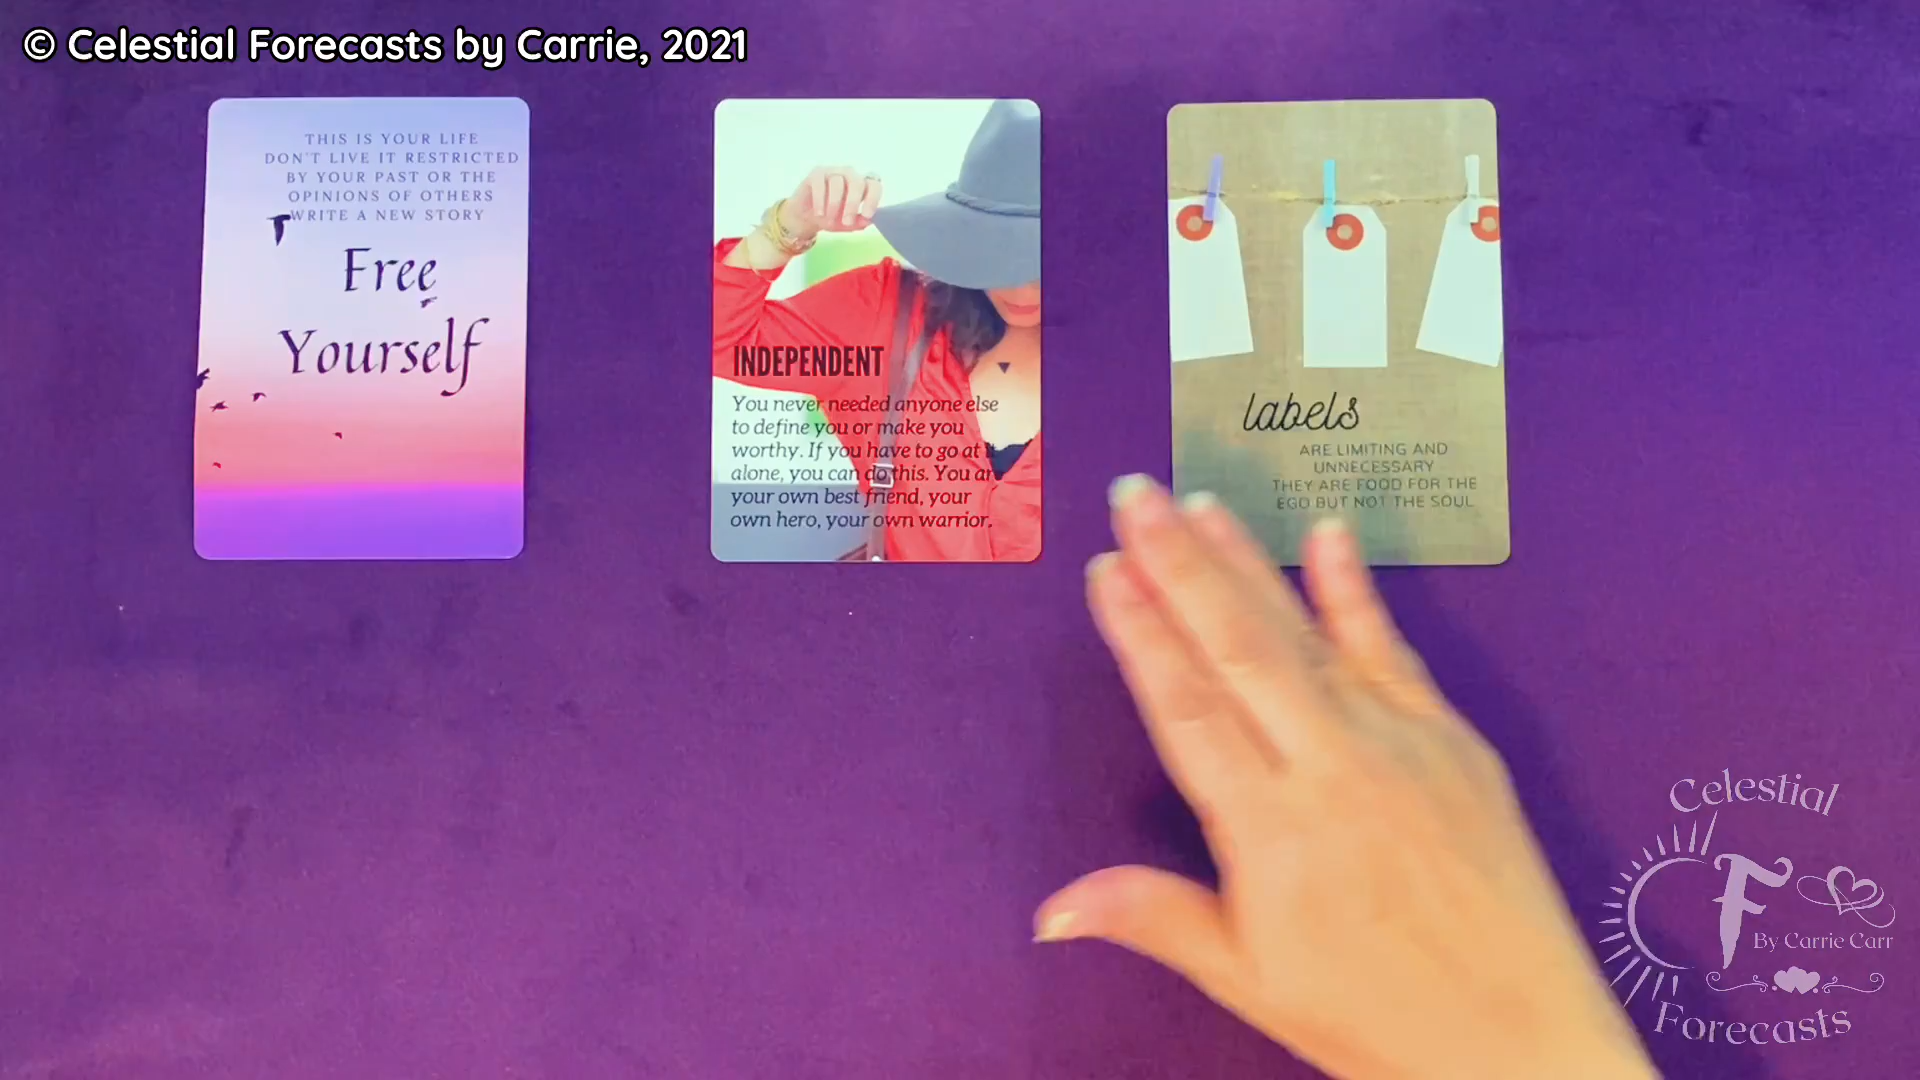 © Celestial Forecasts by Carrie, 2021
THIS IS YOUR LIFE
DON'T LIVE IT RESTRICTED
BY YOUR PAST OR THE
OPINIONS OF OTHERS
WRITE A NEW STORY
Free
Yourself
INDEPENDENT
You never needed anyone else
to define you or make you
worthy. If you have to go at it
alone, you can do this. You are
your own best friend, your
own hero, your own warrior.
labels
ARE LIMITING AND
UNNECESSARY
THEY ARE FOOD FOR THE
EGO BUT NOT THE SOUL
Celestial
F
By Carrie Carr
Forecasts